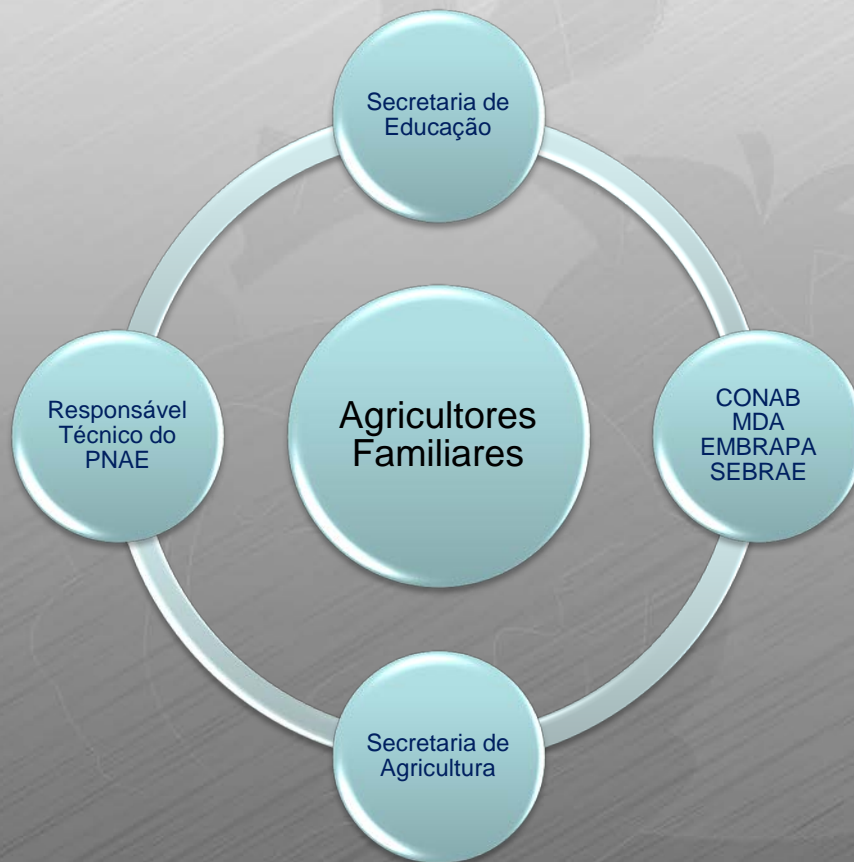 Secretaria de
Educação
Responsável
Técnico do
PNAE
Agricultores
Familiares
CONAB
MDA
EMBRAPA
SEBRAE
Secretaria de
Agricultura